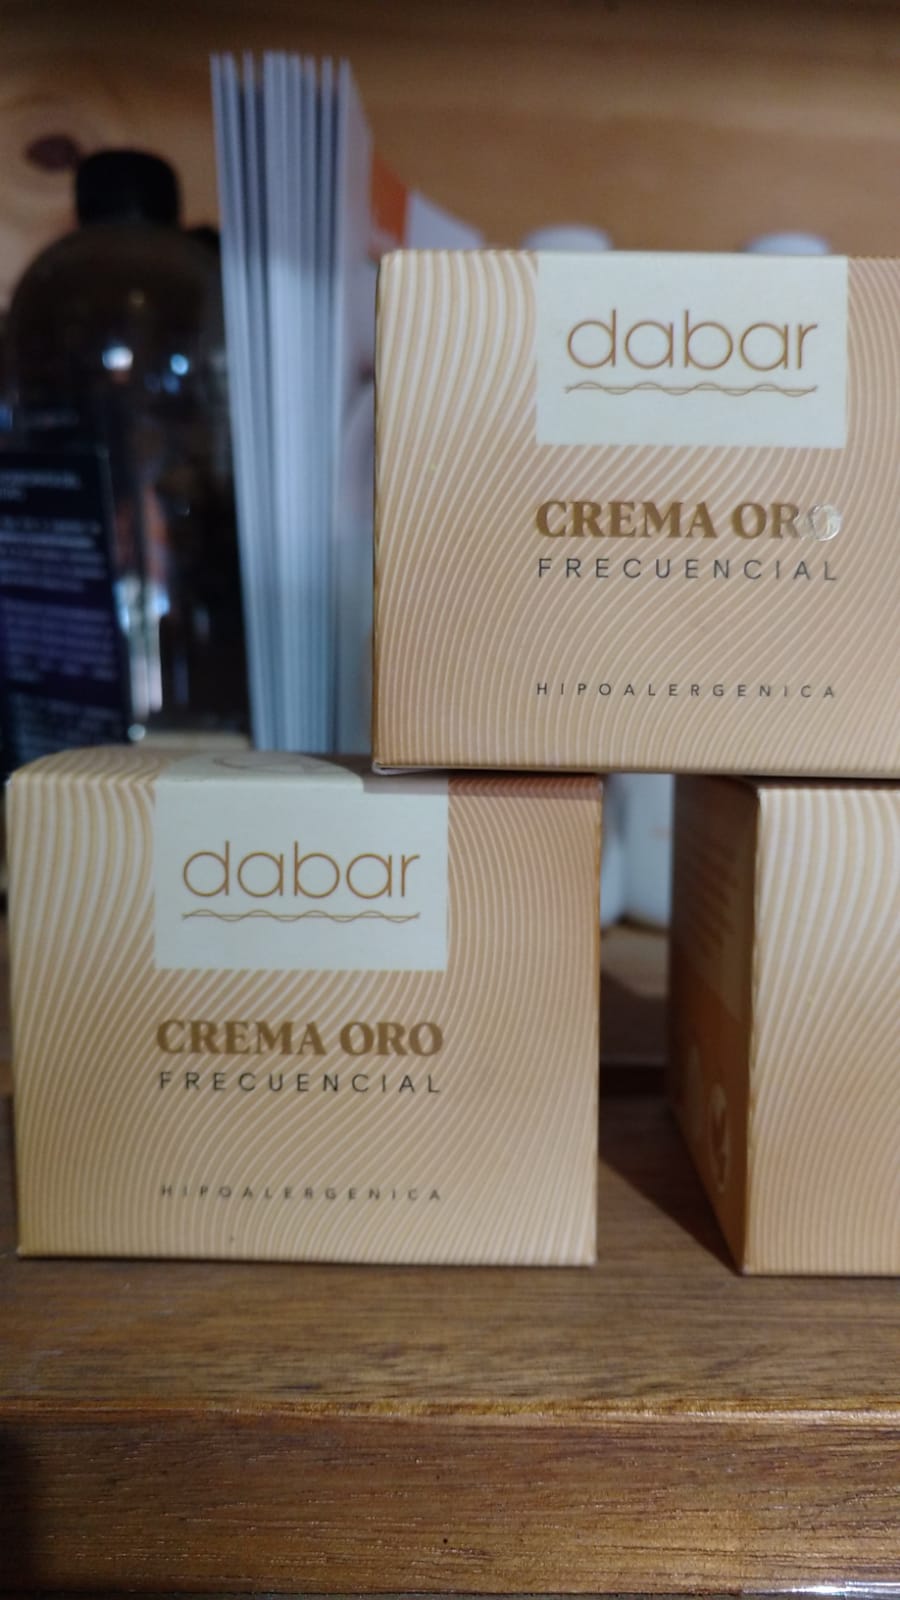 dabar
CREMA ORO
FRECUENCIAL
HIPOALERGENICA
dabar
CREMA ORO
FRECUENCIAL
HIPOALERGENICA